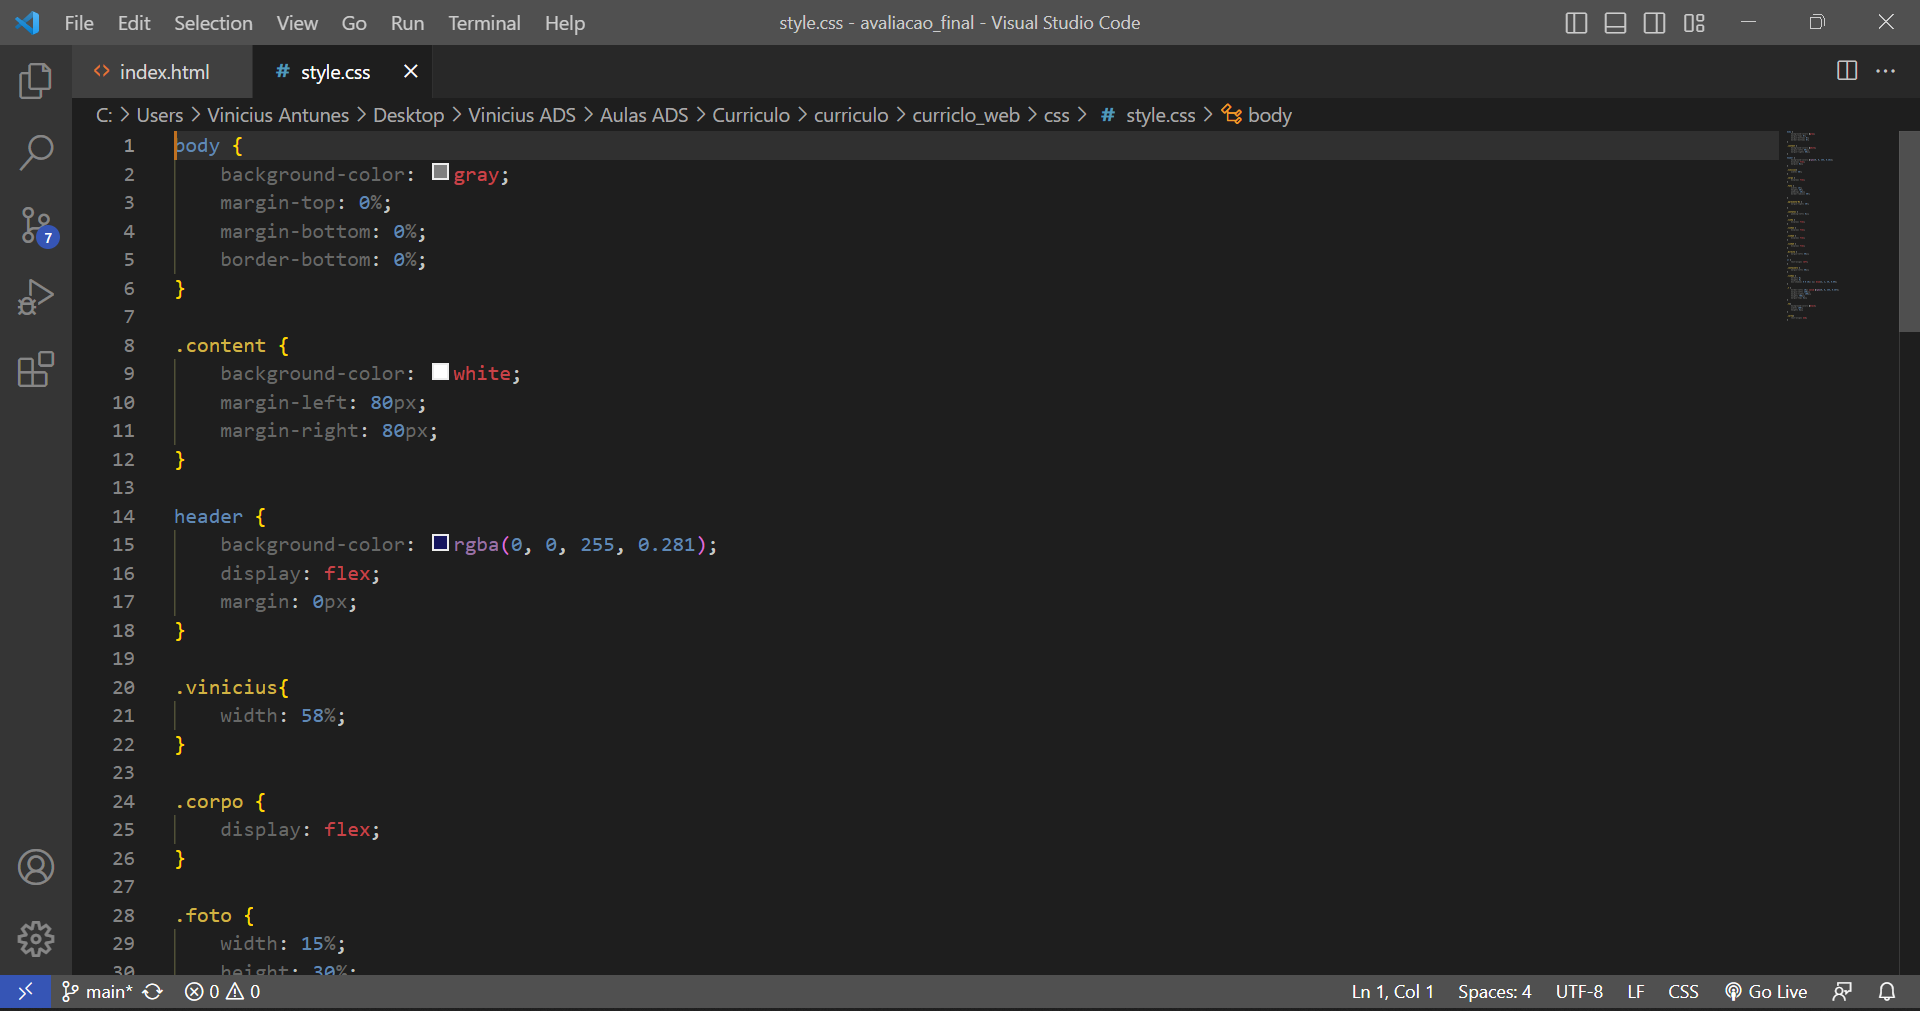 File Edit Selection View Go Run Terminal Help style.css - avaliacao_final - Visual Studio Code
index.html # style.css
C: > Users > Vinicius Antunes > Desktop > Vinicius ADS > Aulas ADS > Curriculo > curriculo > curriclo_web > css > # style.css > body
1 body {
2 background-color: gray;
3 margin-top: 0%;
4 margin-bottom: 0%;
5 border-bottom: 0%;
6 }
7
8 .content {
9 background-color: white;
10 margin-left: 80px;
11 margin-right: 80px;
12 }
13
14 header {
15 background-color: rgba(0, 0, 255, 0.281);
16 display: flex;
17 margin: 0px;
18 }
19
20 .vinicius{
21 width: 58%;
22 }
23
24 .corpo {
25 display: flex;
26 }
27
28 .foto {
29 width: 15%;
30 height: 30%;
7
main* 0 0 Ln 1, Col 1 Spaces: 4 UTF-8 LF CSS Go Live